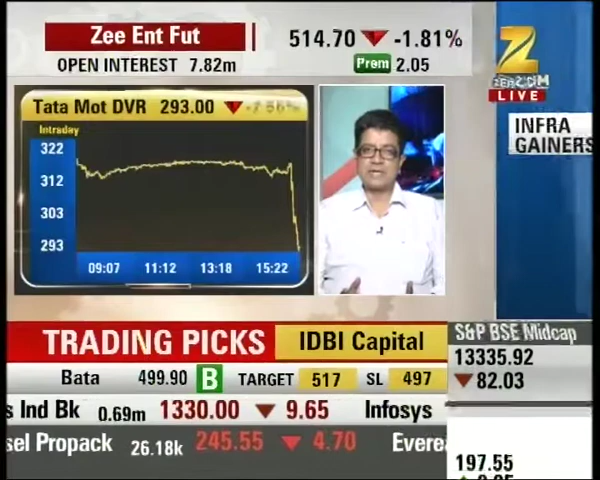 Zee Ent Fut
514.70 -1.81%
OPEN INTEREST 7.82m
Prem 2.05
Z
LIVE
INFRA
GAINERS
Tata Mot DVR 293.00
Intraday
322
312
303
293
09:07 11:12 13:18 15:22
TRADING PICKS IDBI Capital
Bata 499.90 B TARGET 517 SL 497
s Ind Bk 0.69m 1330.00 9.65 Infosys
sel Propack 26.18k 245.55 4.70 Everea
S&P BSE Midcap
13335.92
82.03
197.55